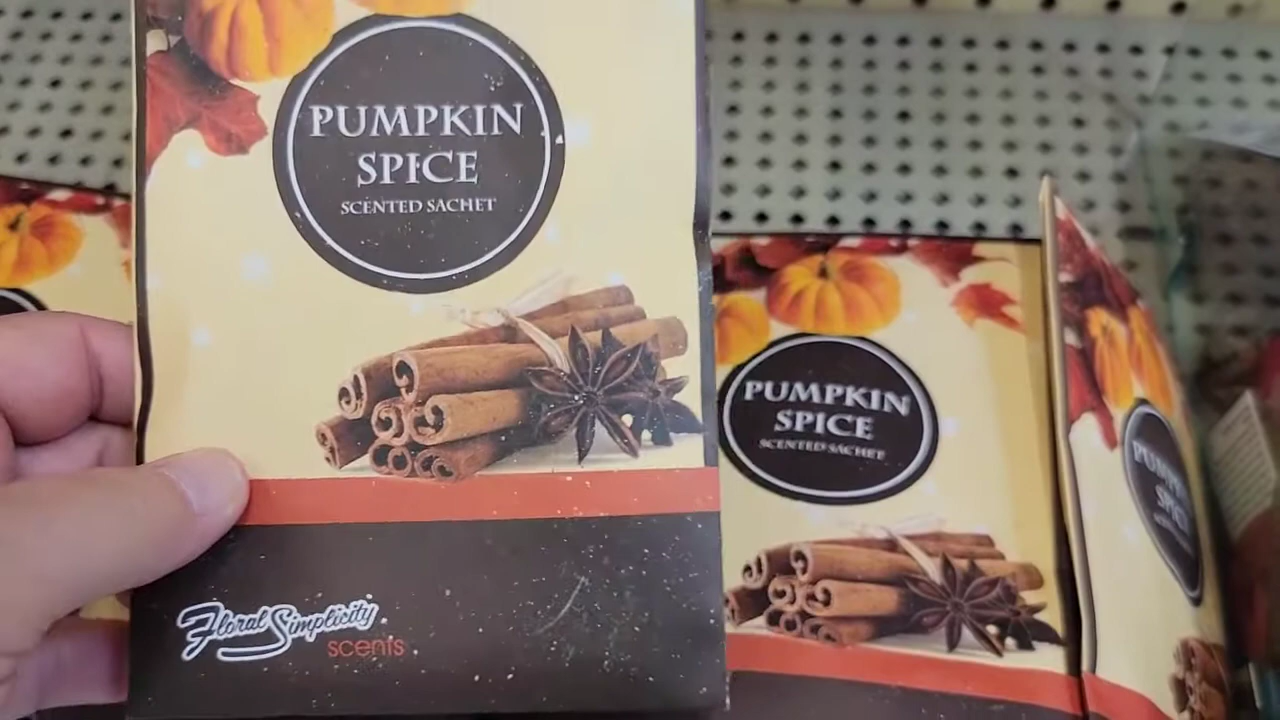 PUMPKIN
SPICE
SCENTED SACHET
Floral Simplicity
scents
PUMPKIN
SPICE
SCENTED SACHET